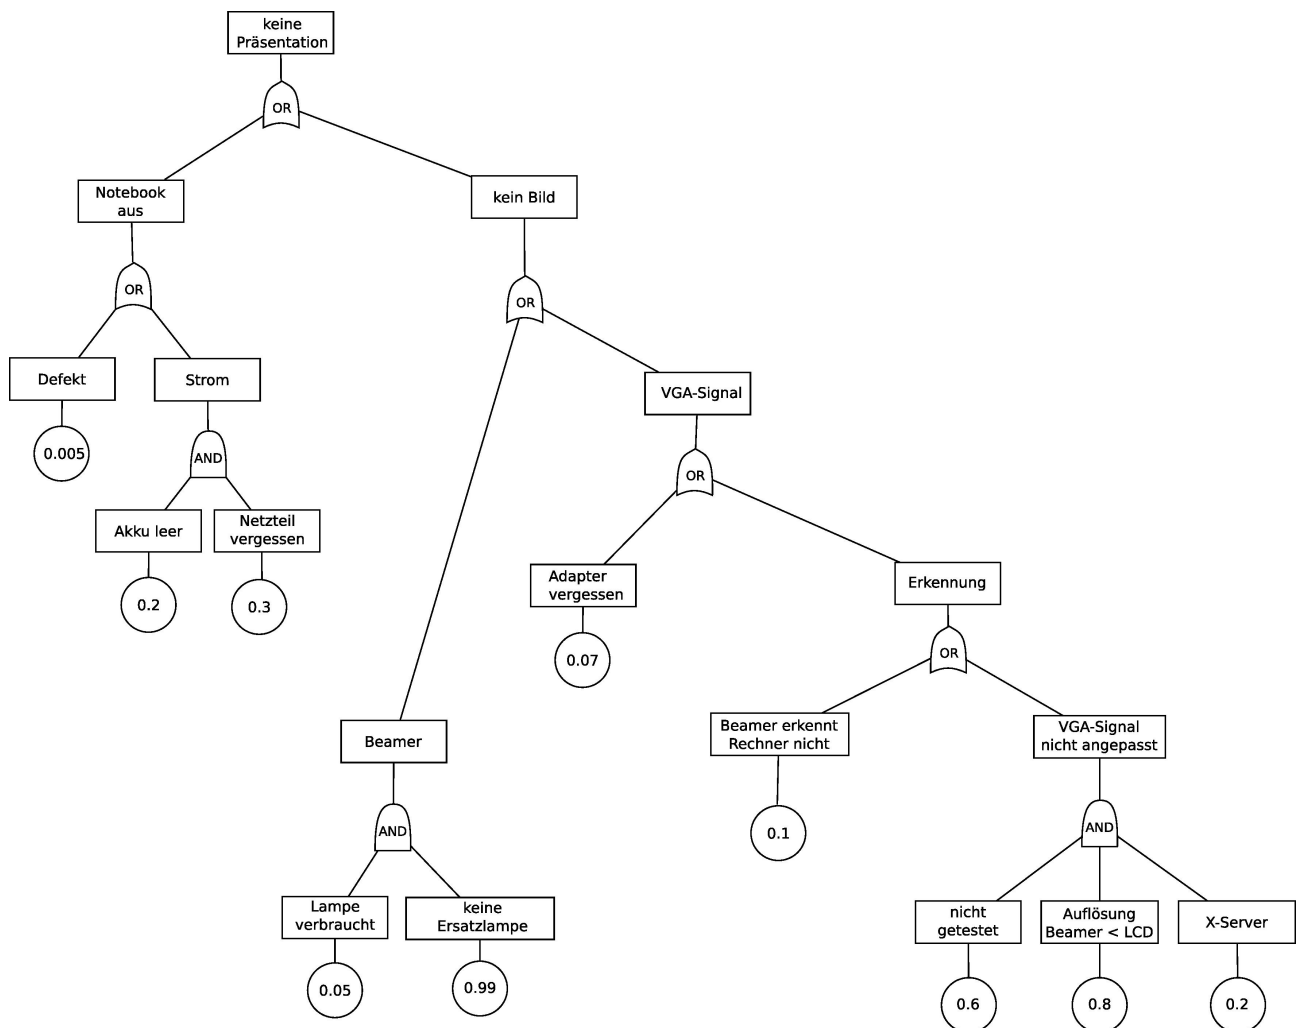 keine
Präsentation
OR
Notebook
aus
kein Bild
OR
OR
Defekt
Strom
VGA-Signal
0.005
AND
OR
Akku leer
Netzteil
vergessen
Adapter
vergessen
Erkennung
0.2
0.3
0.07
OR
Beamer
Beamer erkennt
Rechner nicht
VGA-Signal
nicht angepasst
AND
0.1
AND
Lampe
verbraucht
keine
Ersatzlampe
nicht
getestet
Auflösung
Beamer < LCD
X-Server
0.05
0.99
0.6
0.8
0.2